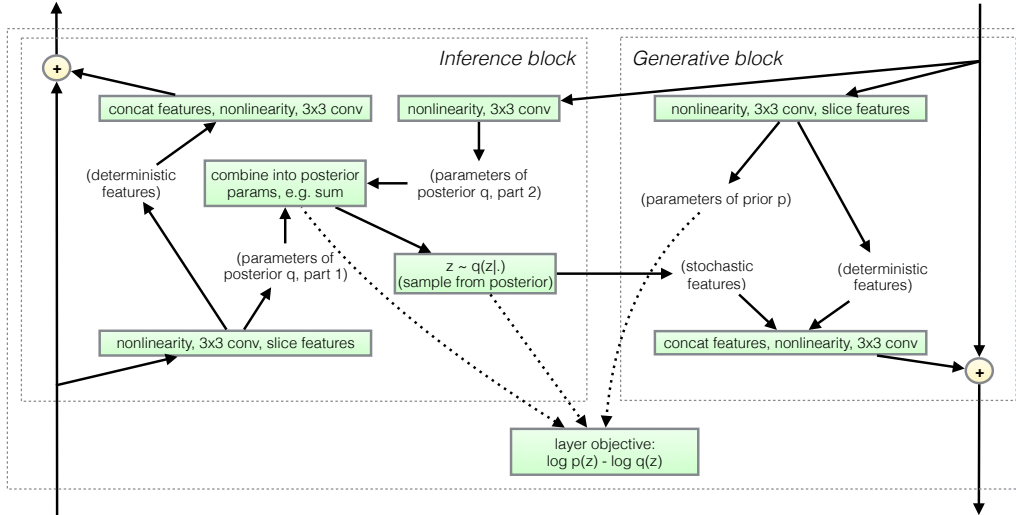 Inference block
Generative block
+
concat features, nonlinearity, 3x3 conv
nonlinearity, 3x3 conv
nonlinearity, 3x3 conv, slice features
(deterministic
features)
combine into posterior
params, e.g. sum
(parameters of
posterior q, part 2)
(parameters of prior p)
(parameters of
posterior q, part 1)
z ~ q(z|.)
(sample from posterior)
(stochastic
features)
(deterministic
features)
nonlinearity, 3x3 conv, slice features
concat features, nonlinearity, 3x3 conv
+
layer objective:
log p(z) - log q(z)